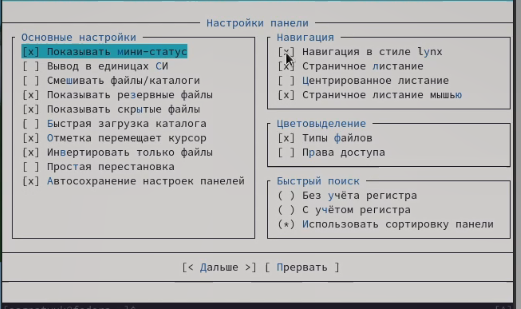 Настройки панели
Основные настройки
[x] Показывать мини-статус
[ ] Вывод в единицах СИ
[ ] Смешивать файлы/каталоги
[x] Показывать резервные файлы
[x] Показывать скрытые файлы
[ ] Быстрая загрузка каталога
[x] Отметка перемещает курсор
[x] Инвертировать только файлы
[ ] Простая перестановка
[x] Автосохранение настроек панелей
Навигация
[x] Навигация в стиле lynx
[x] Страничное листание
[ ] Центрированное листание
[x] Страничное листание мышью
Цветовыделение
[x] Типы файлов
[ ] Права доступа
Быстрый поиск
( ) Без учёта регистра
( ) С учётом регистра
(*) Использовать сортировку панели
[< Дальше >] [ Прервать ]